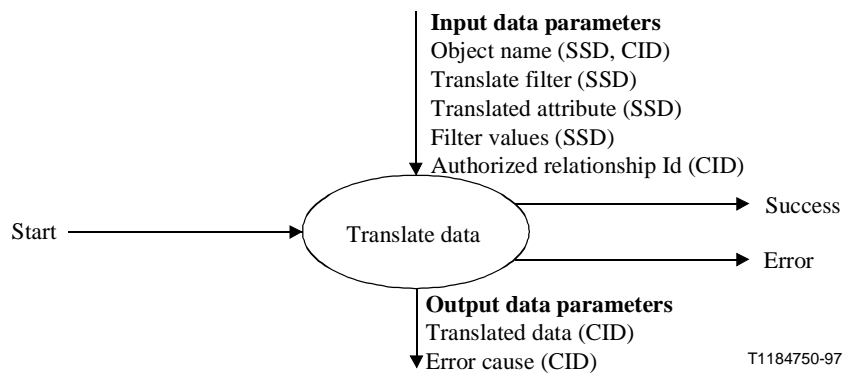 Input data parameters
Object name (SSD, CID)
Translate filter (SSD)
Translated attribute (SSD)
Filter values (SSD)
Authorized relationship Id (CID)
Start
Translate data
Success
Error
Output data parameters
Translated data (CID)
Error cause (CID)
T1184750-97